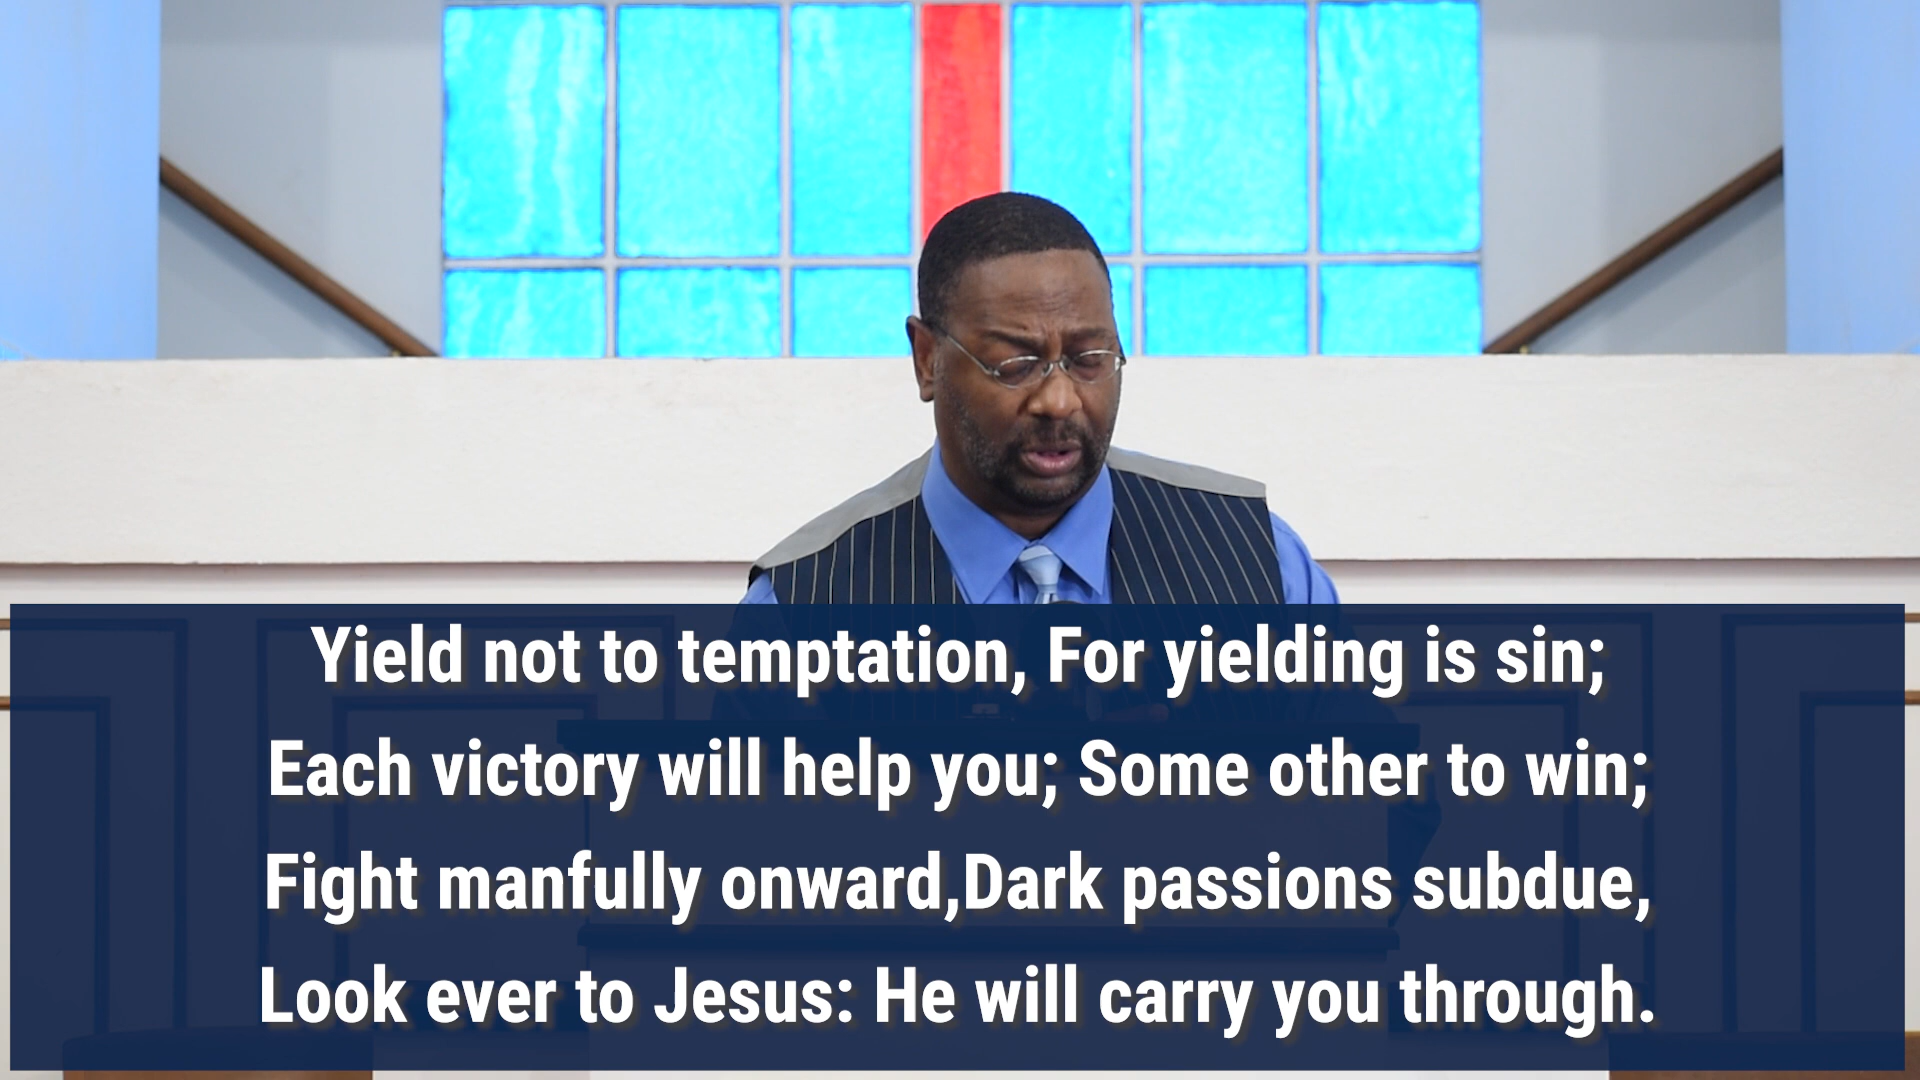 Yield not to temptation, For yielding is sin;
Each victory will help you; Some other to win;
Fight manfully onward,Dark passions subdue,
Look ever to Jesus: He will carry you through.